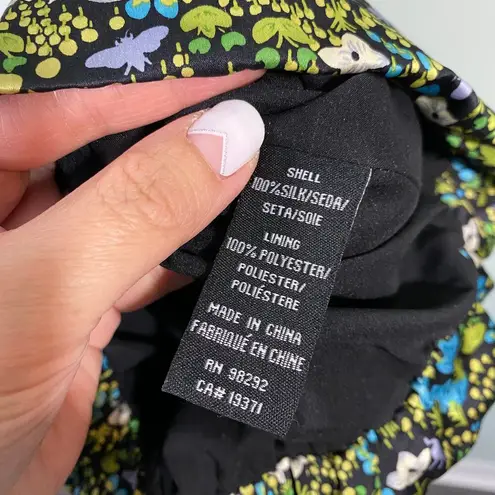 SHELL
100% SILK/SEDA/
SETA/SOIE
LINING
100% POLYESTER/
POLIESTER/
POLIÉSTERE
MADE IN CHINA
FABRIQUÉ EN CHINE
RN 98292
CA# 19371